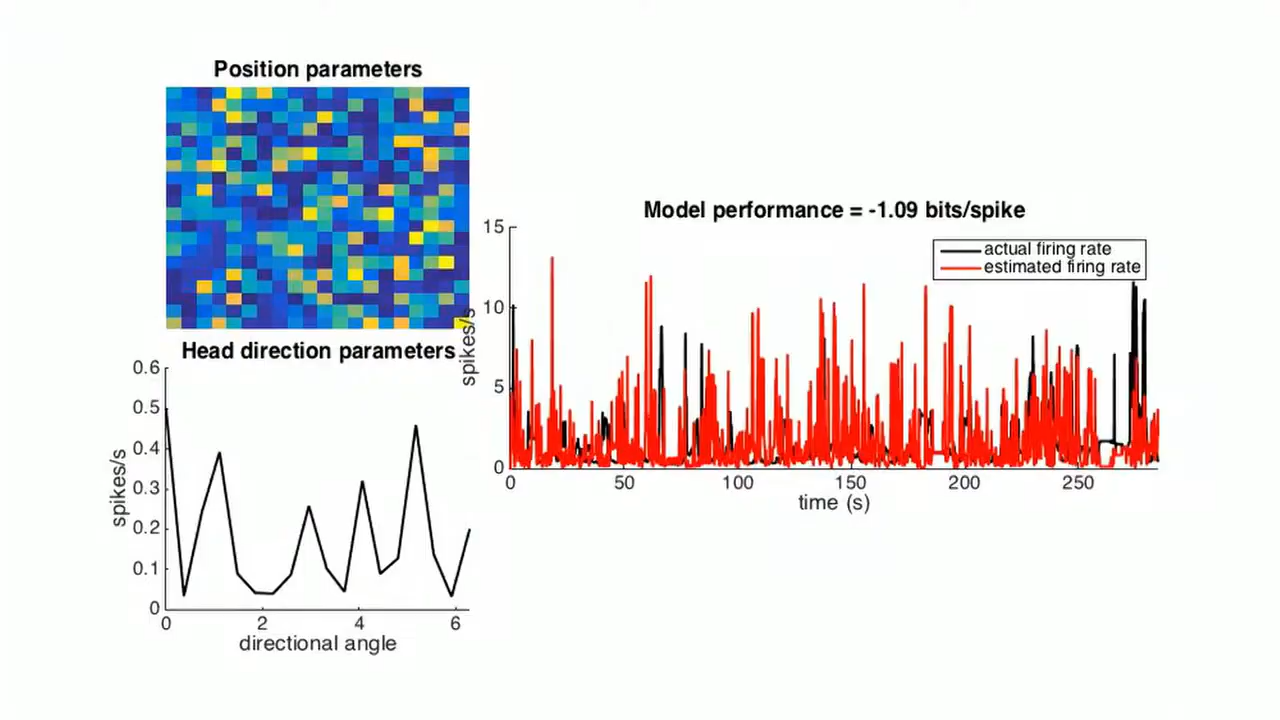 Position parameters
Head direction parameters
spikes/s
0.6
0.5
0.4
0.3
0.2
0.1
0
0 2 4 6
directional angle
Model performance = -1.09 bits/spike
actual firing rate
estimated firing rate
spikes/s
15
10
5
0
0 50 100 150 200 250
time (s)